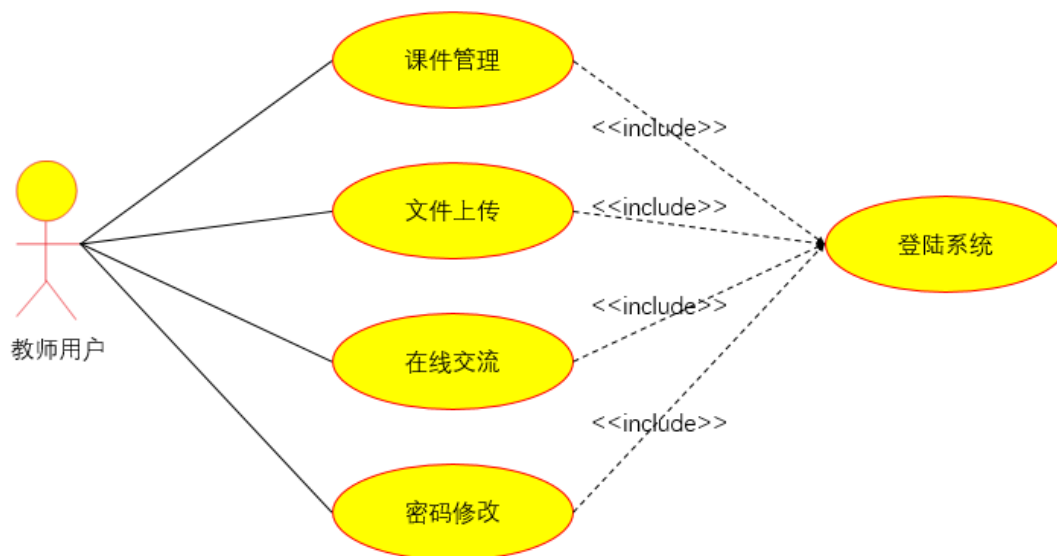 课件管理
<<include>>
文件上传
<<include>>
登陆系统
教师用户
在线交流
<<include>>
密码修改
<<include>>